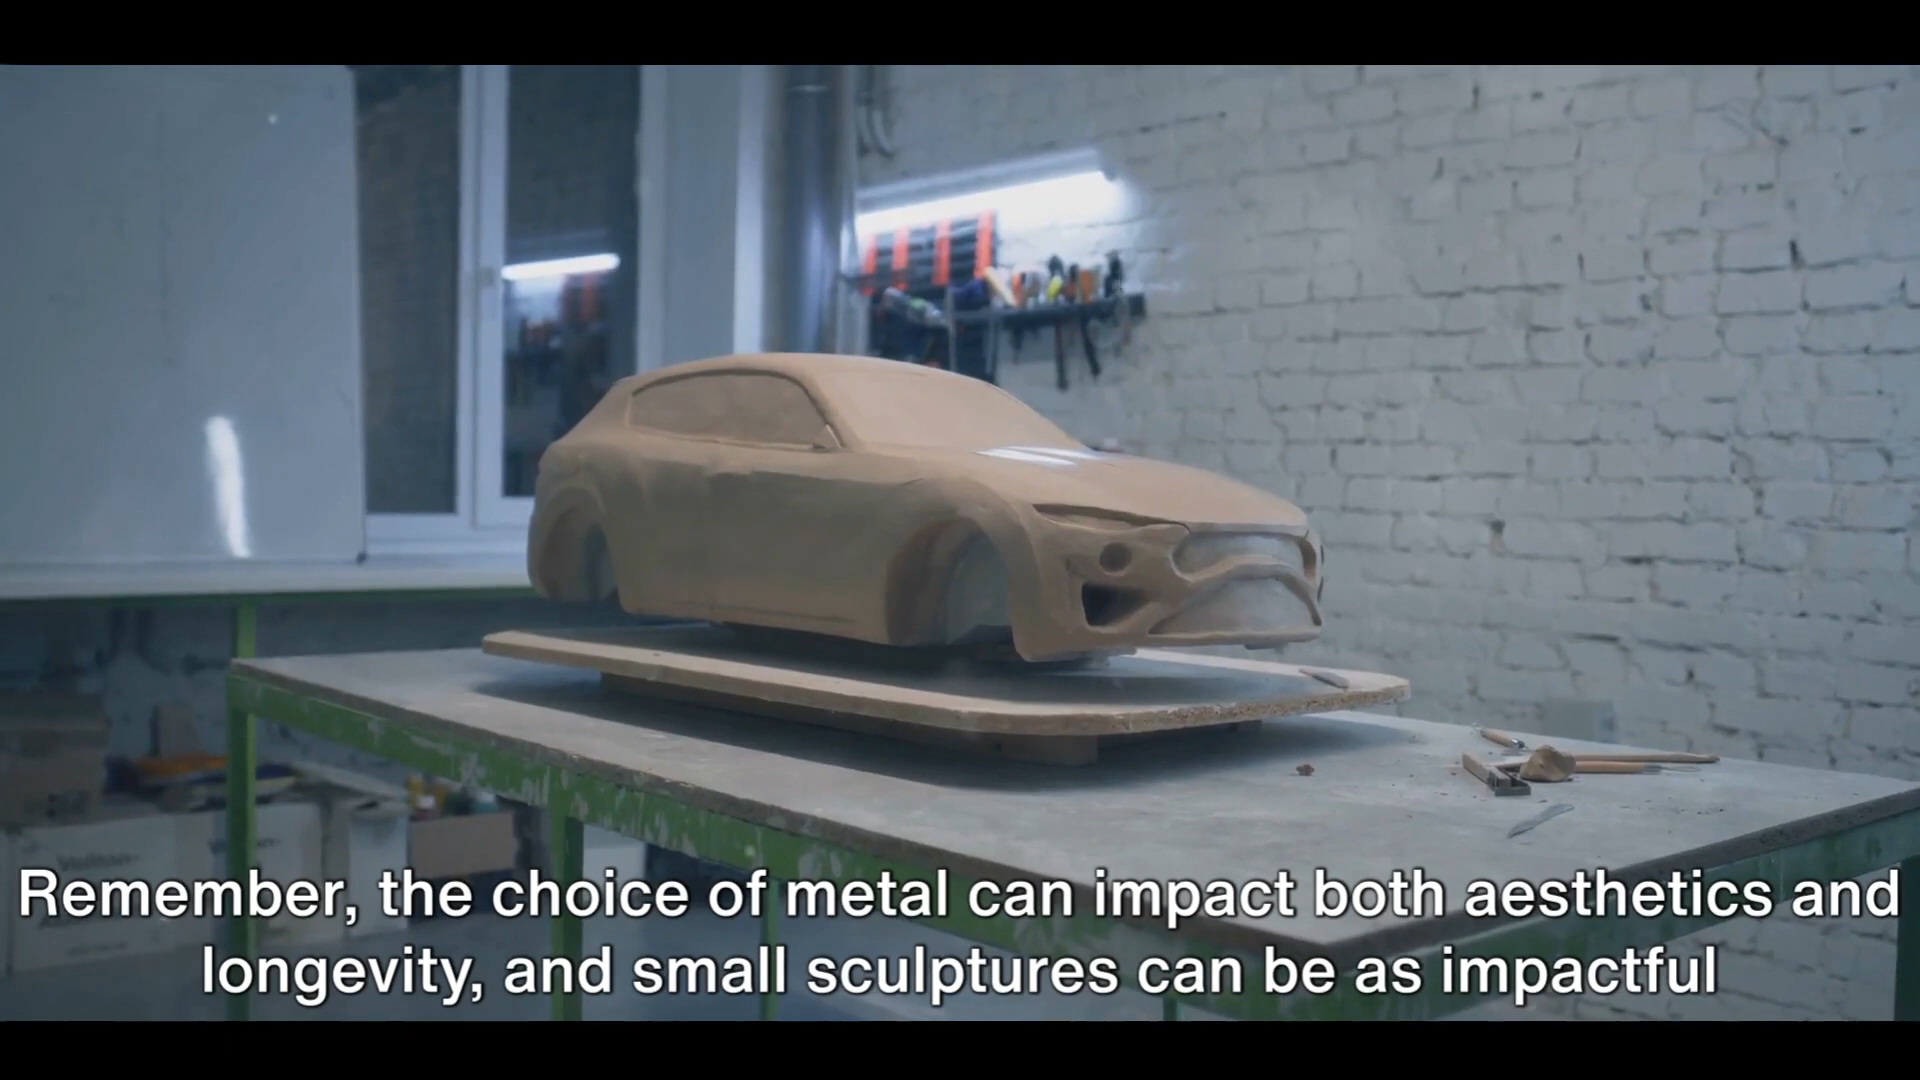 Remember, the choice of metal can impact both aesthetics and
longevity, and small sculptures can be as impactful